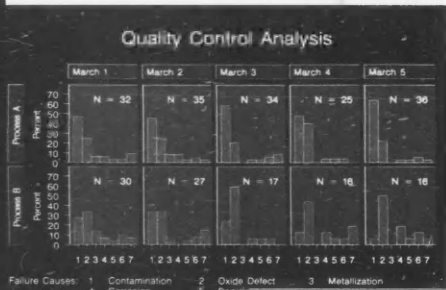 Quality Control Analysis
March 1 March 2 March 3 March 4 March 5
Process A
Percent
70
60
50
40
30
20
10
0
N = 32 N = 35 N = 34 N = 25 N = 36
Process B
Percent
70
60
50
40
30
20
10
0
N = 30 N = 27 N = 17 N = 16 N = 16
1 2 3 4 5 6 7 1 2 3 4 5 6 7 1 2 3 4 5 6 7 1 2 3 4 5 6 7 1 2 3 4 5 6 7
Failure Causes: 1 Contamination 2 Oxide Defect 3 Metallization